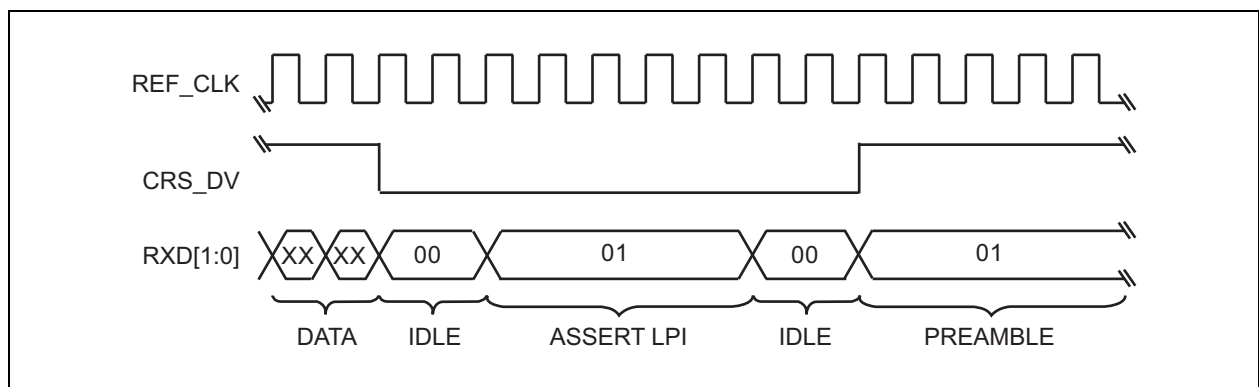 REF_CLK
CRS_DV
RXD[1:0] XX XX 00 01 00 01
DATA IDLE ASSERT LPI IDLE PREAMBLE